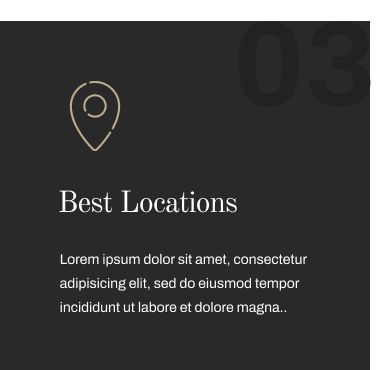 03
Best Locations
Lorem ipsum dolor sit amet, consectetur
adipisicing elit, sed do eiusmod tempor
incididunt ut labore et dolore magna..